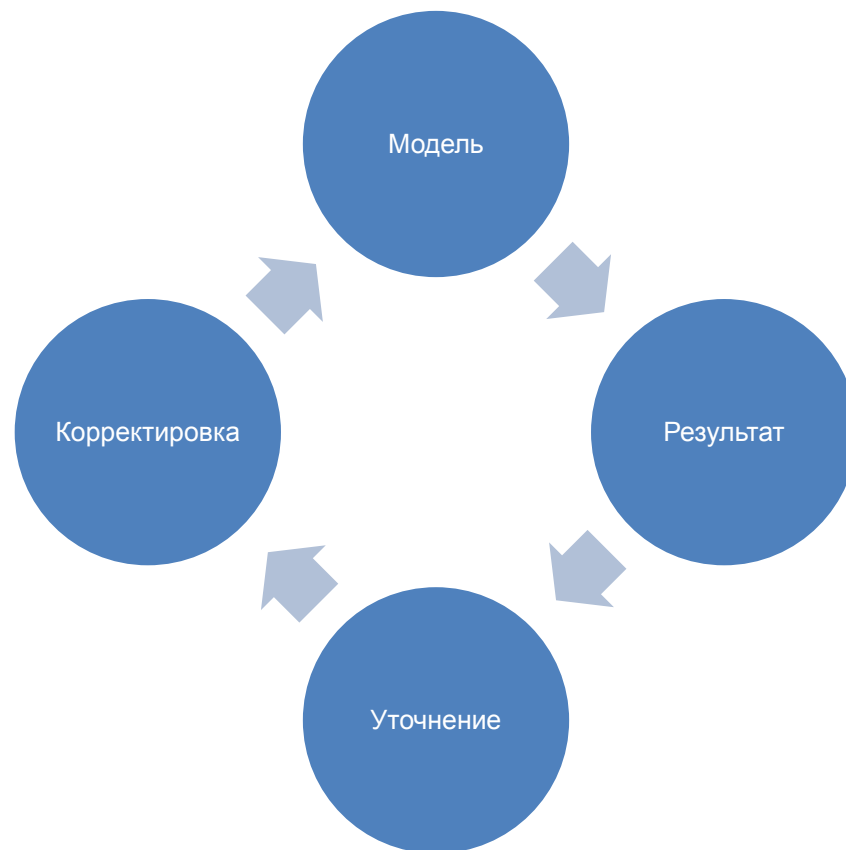 Модель
Результат
Уточнение
Корректировка